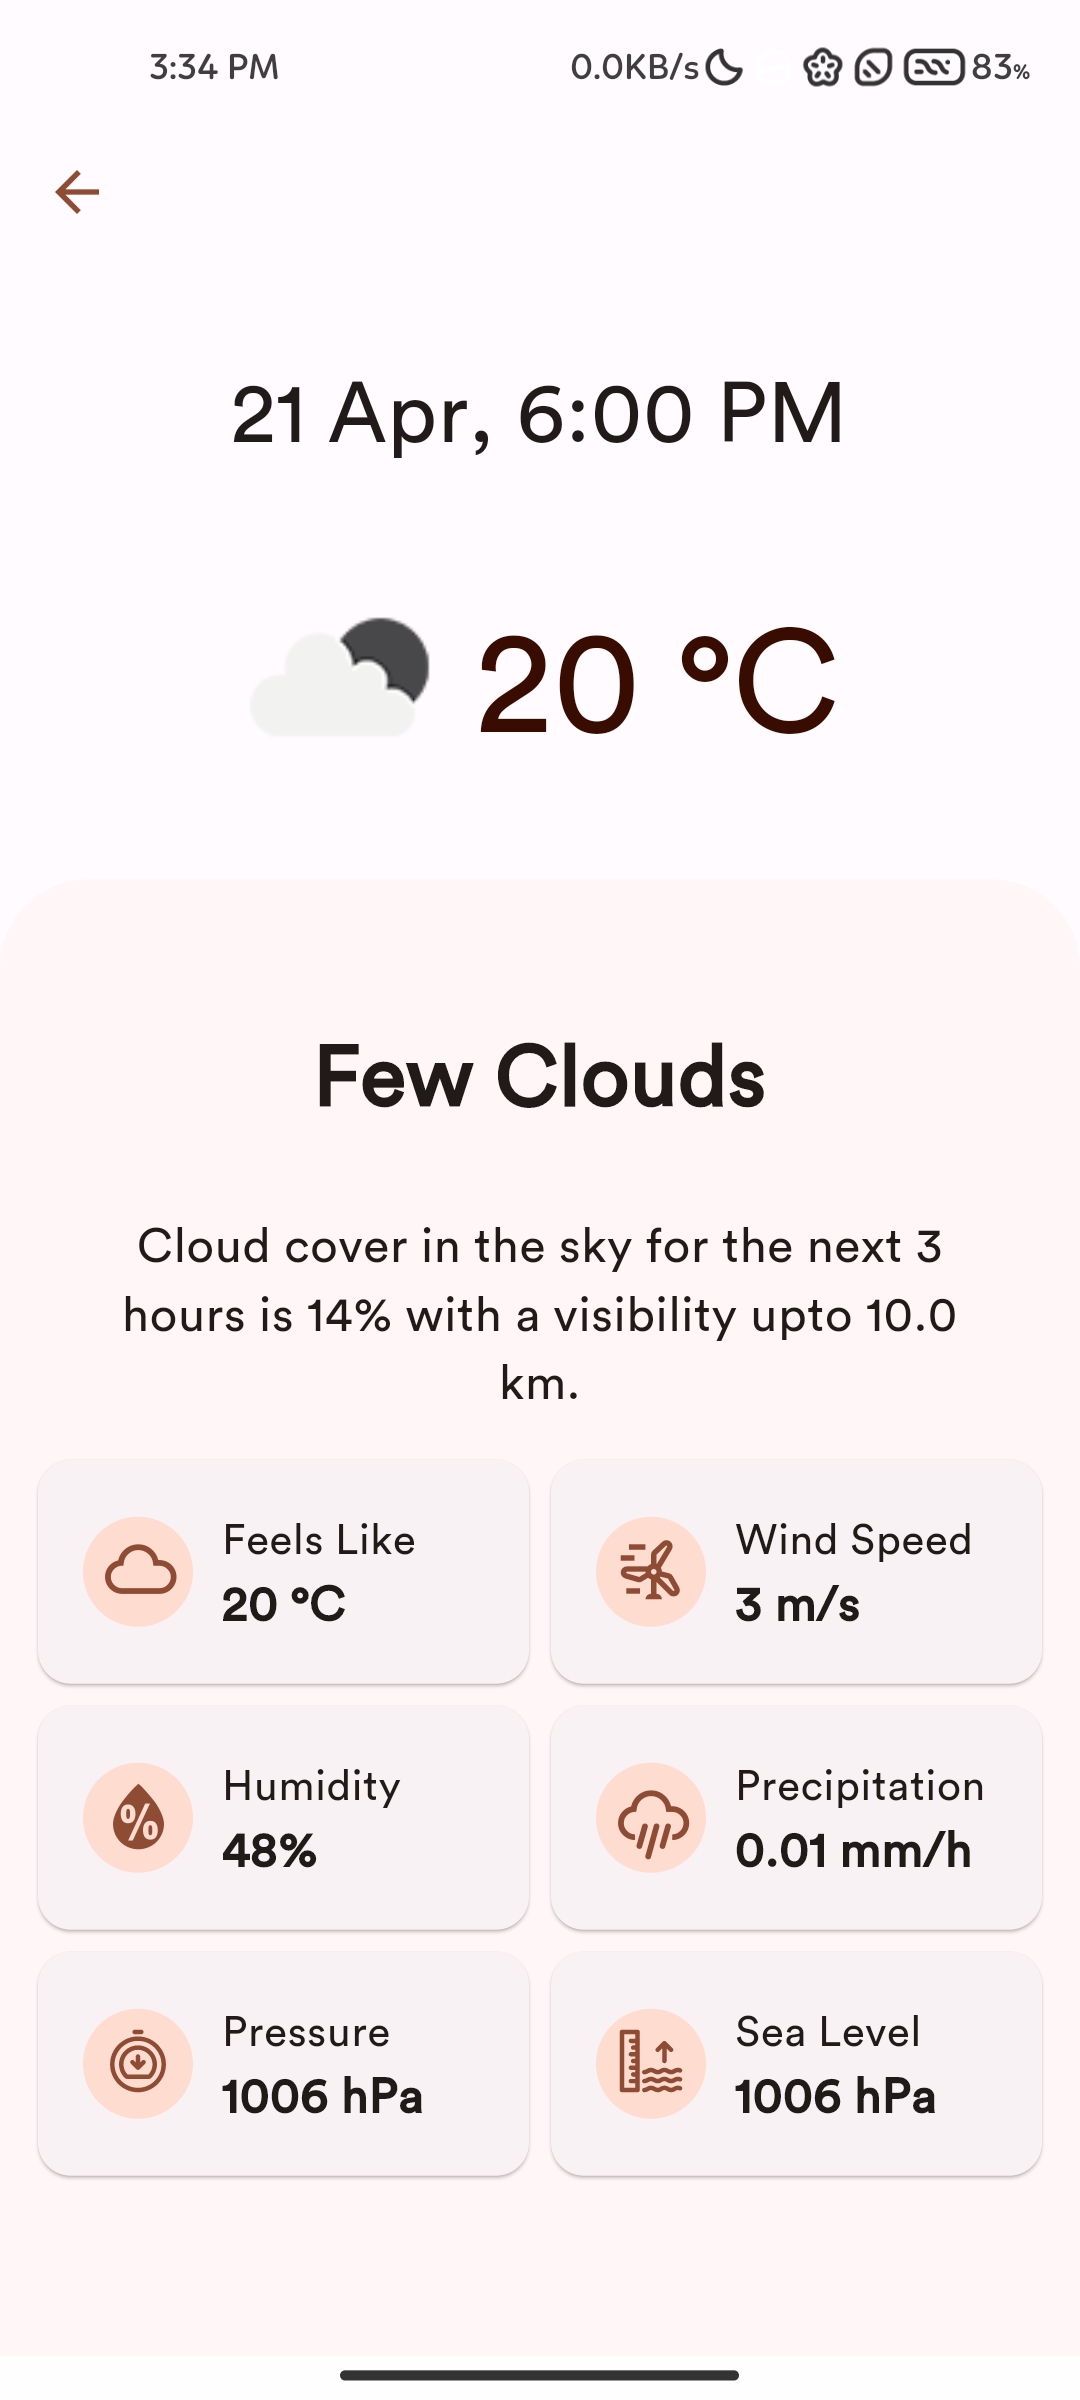 3:34 PM 0.0KB/s 83%
21 Apr, 6:00 PM
20 °C
Few Clouds
Cloud cover in the sky for the next 3
hours is 14% with a visibility upto 10.0
km.
Feels Like
20 °C
Wind Speed
3 m/s
Humidity
48%
Precipitation
0.01 mm/h
Pressure
1006 hPa
Sea Level
1006 hPa